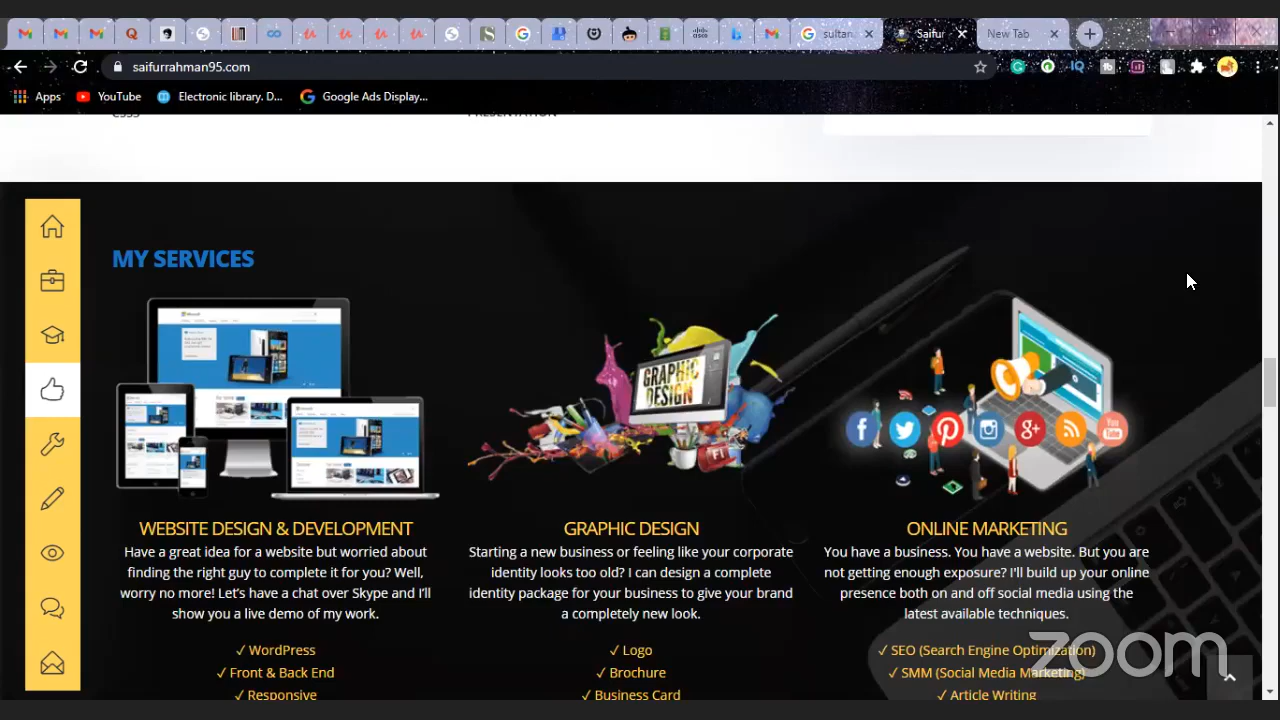 sultan
Saifur
New Tab
saifurrahman95.com
Apps
YouTube
Electronic library. D...
Google Ads Display...
CSS3
PRESENTATION
MY SERVICES
GRAPHIC
DESIGN
You
Tube
WEBSITE DESIGN & DEVELOPMENT
Have a great idea for a website but worried about
finding the right guy to complete it for you? Well,
worry no more! Let's have a chat over Skype and I'll
show you a live demo of my work.
✓ WordPress
✓ Front & Back End
✓ Responsive
GRAPHIC DESIGN
Starting a new business or feeling like your corporate
identity looks too old? I can design a complete
identity package for your business to give your brand
a completely new look.
✓ Logo
✓ Brochure
✓ Business Card
ONLINE MARKETING
You have a business. You have a website. But you are
not getting enough exposure? I'll build up your online
presence both on and off social media using the
latest available techniques.
✓ SEO (Search Engine Optimization)
✓ SMM (Social Media Marketing)
✓ Article Writing
zoom